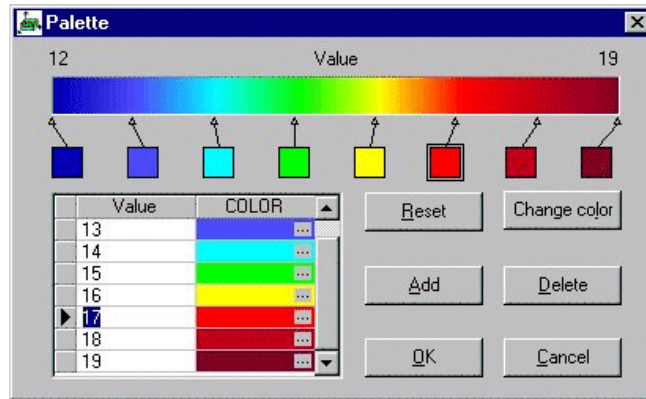 Palette
12 Value 19
Value COLOR
13 ...
14 ...
15 ...
16 ...
17 ...
18 ...
19 ...
Reset Change color
Add Delete
OK Cancel